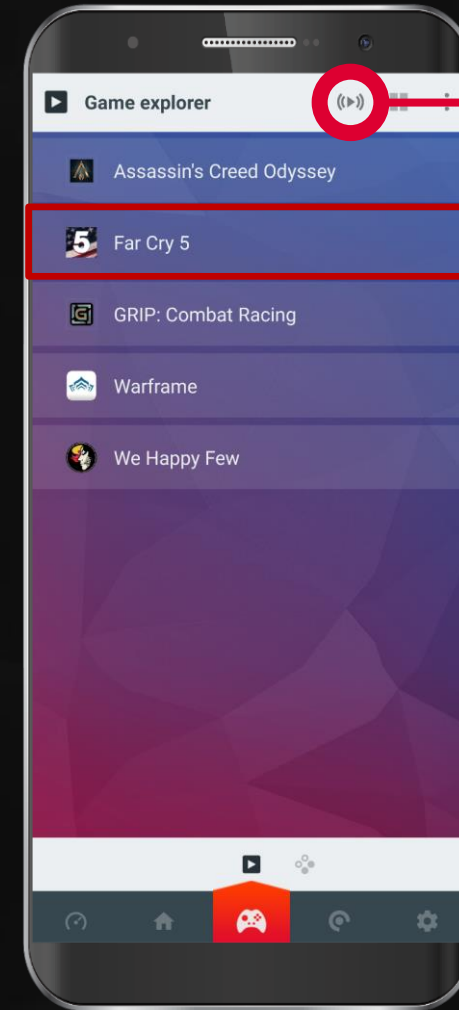 Game explorer
Assassin's Creed Odyssey
5
Far Cry 5
GRIP: Combat Racing
Warframe
We Happy Few